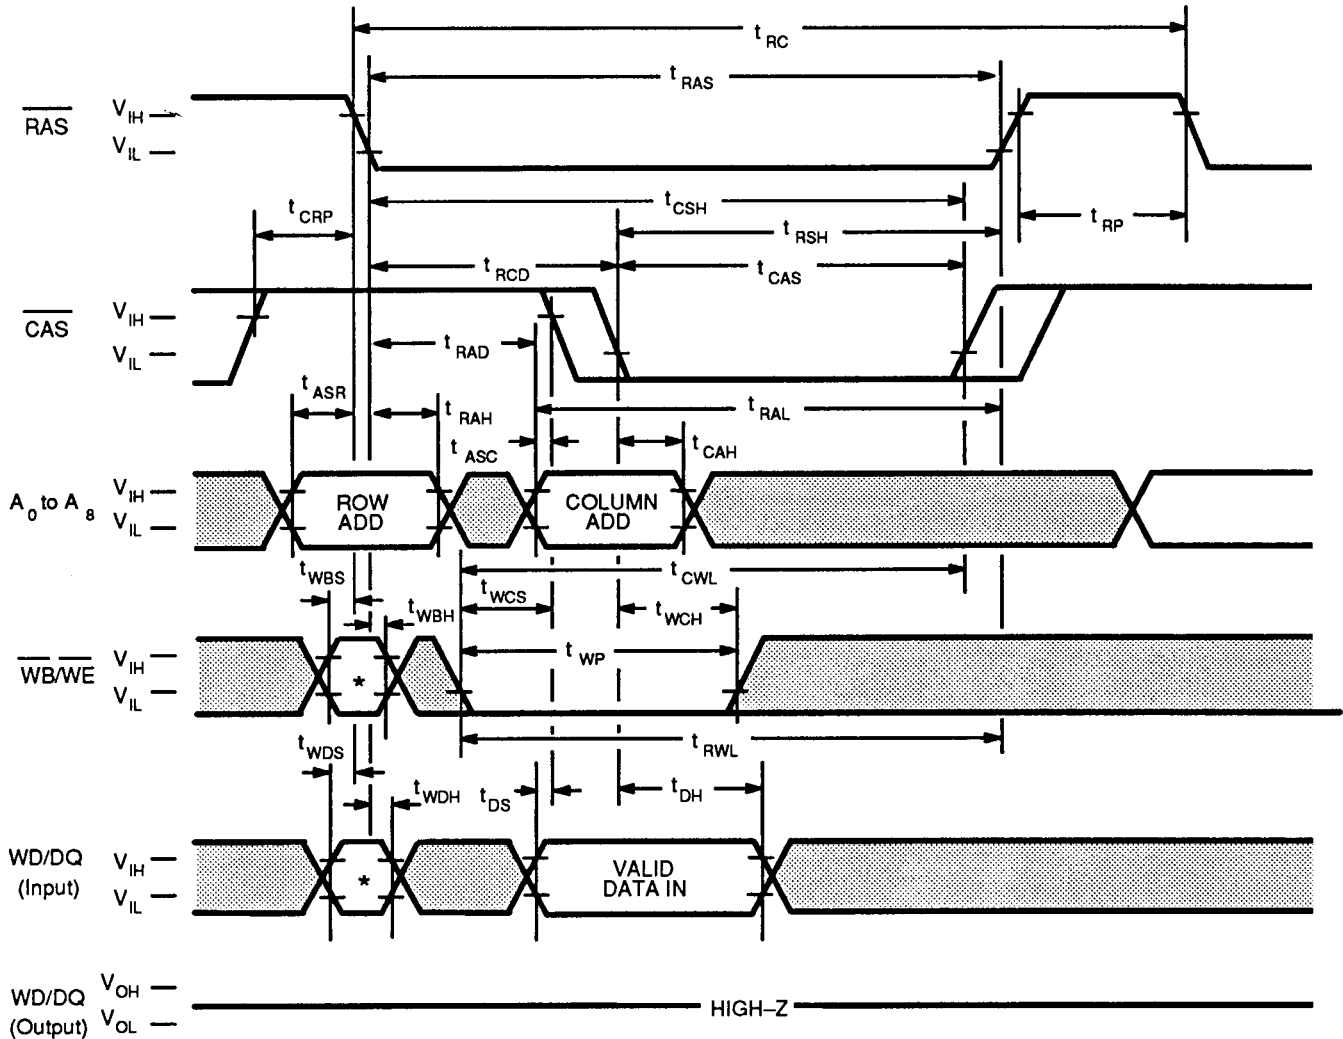 t RC
t RAS
RAS
V IH
V IL
t CSH
t CRP
t RSH
t RP
t RCD
t CAS
CAS
V IH
V IL
t RAD
t ASR
t RAH
t RAL
t ASC
t CAH
A 0 to A 8
V IH
V IL
ROW ADD
COLUMN ADD
t WBS
t CWL
t WBH
t WCS
t WCH
WB/WE
V IH
V IL
*
t WP
t WDS
t RWL
t WDH
t DS
t DH
WD/DQ
(Input)
V IH
V IL
*
VALID
DATA IN
WD/DQ
(Output)
V OH
V OL
HIGH–Z